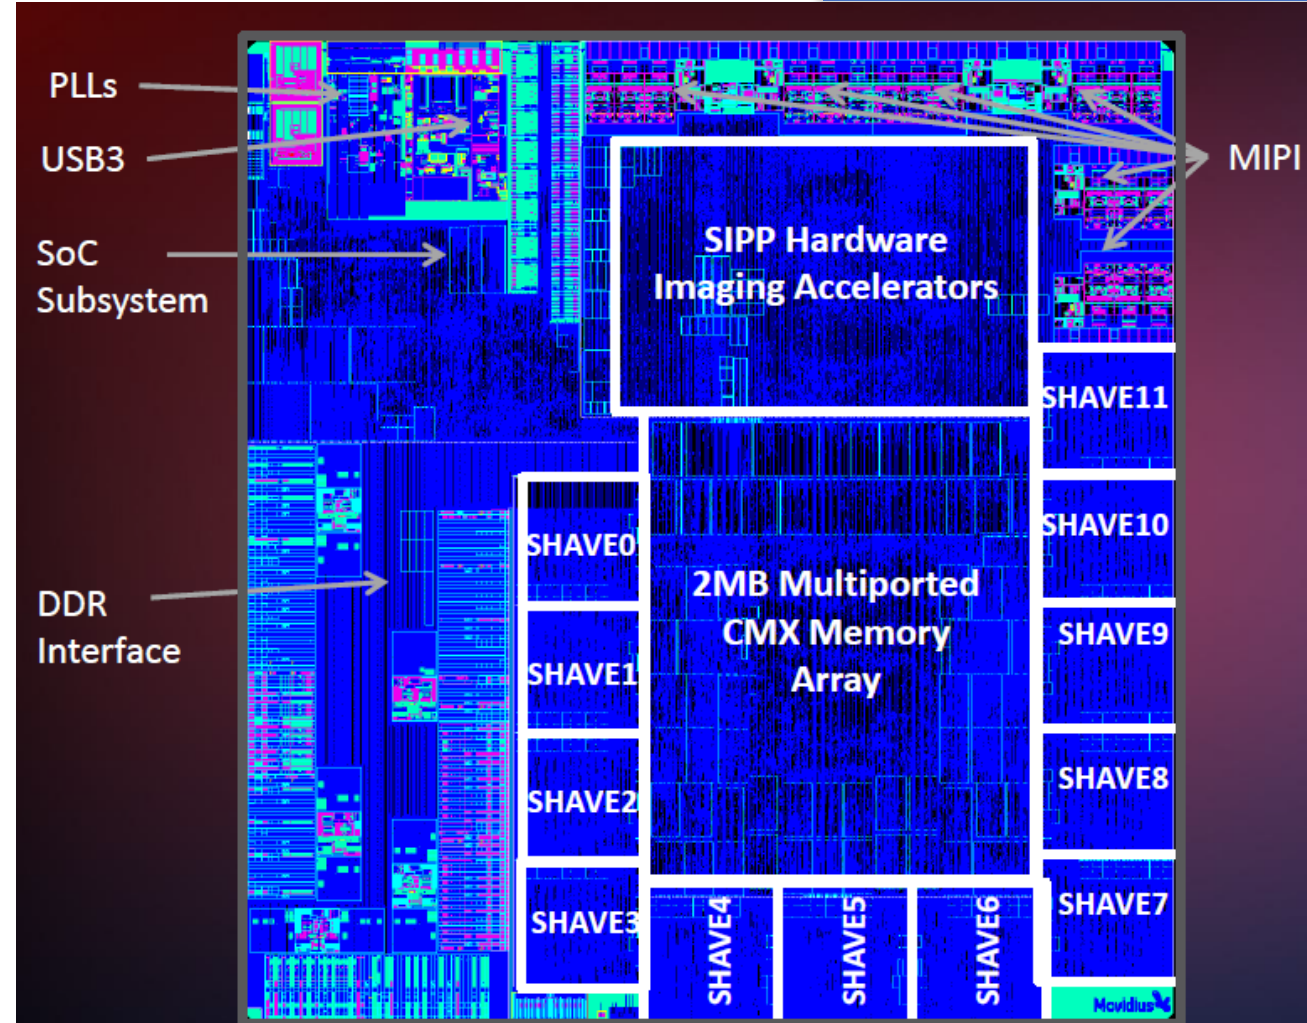 PLLs
USB3
SoC
Subsystem
DDR
Interface
MIPI
SIPP Hardware
Imaging Accelerators
SHAVE11
SHAVE10
SHAVE9
SHAVE8
SHAVE7
SHAVE0
SHAVE1
SHAVE2
SHAVE3
2MB Multiported
CMX Memory
Array
SHAVE4
SHAVE5
SHAVE6
Movidius